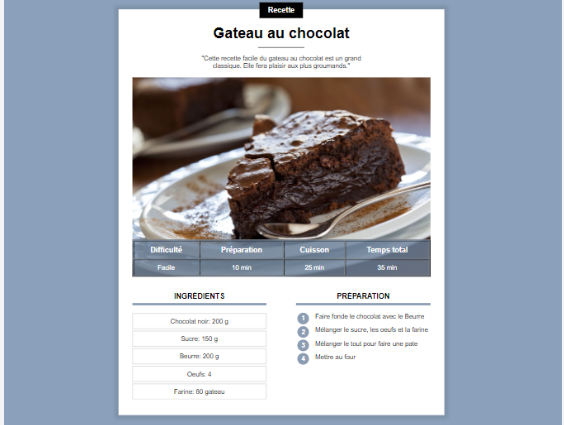 Recette
Gateau au chocolat
"Cette recette facile du gateau au chocolat est un grand
classique. Elle fera plaisir aux plus groumands."
Difficulté Préparation Cuisson Temps total
Facile 10 min 25 min 35 min
INGRÉDIENTS
Chocolat noir: 200 g
Sucre: 150 g
Beurre: 200 g
Oeufs: 4
Farine: 80 gateau
PRÉPARATION
1 Faire fonde le chocolat avec le Beurre
2 Mélanger le sucre, les oeufs et la farine
3 Mélanger le tout pour faire une pate
4 Mettre au four